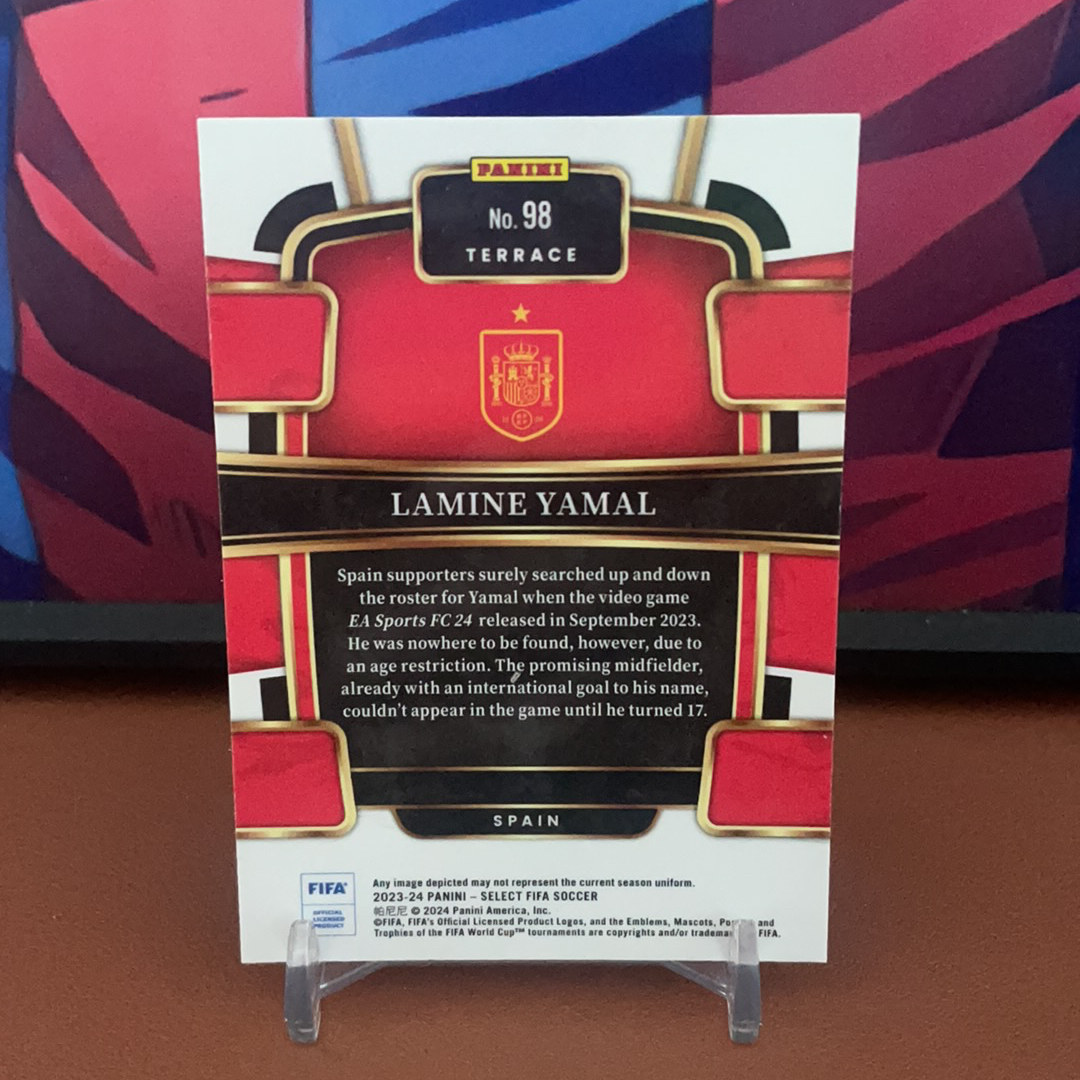 PANINI
No. 98
TERRACE
LAMINE YAMAL
Spain supporters surely searched up and down
the roster for Yamal when the video game
EA Sports FC 24 released in September 2023.
He was nowhere to be found, however, due to
an age restriction. The promising midfielder,
already with an international goal to his name,
couldn't appear in the game until he turned 17.
SPAIN
FIFA®
OFFICIAL
LICENSED
PRODUCT
Any image depicted may not represent the current season uniform.
2023-24 PANINI – SELECT FIFA SOCCER
帕尼尼 © 2024 Panini America, Inc.
©FIFA, FIFA's Official Licensed Product Logos, and the Emblems, Mascots, and
Trophies of the FIFA World Cup™ tournaments are copyrights and/or FIFA.